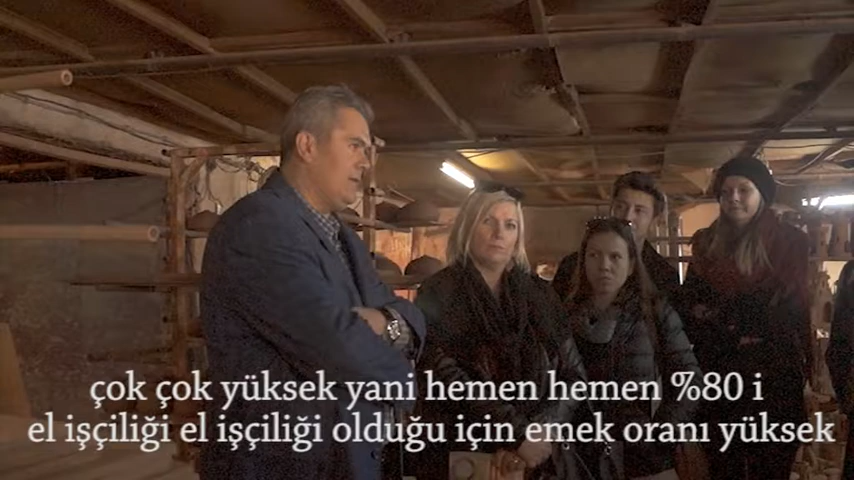 çok çok yüksek yani hemen hemen %80 i
el işçiliği el işçiliği olduğu için emek oranı yüksek